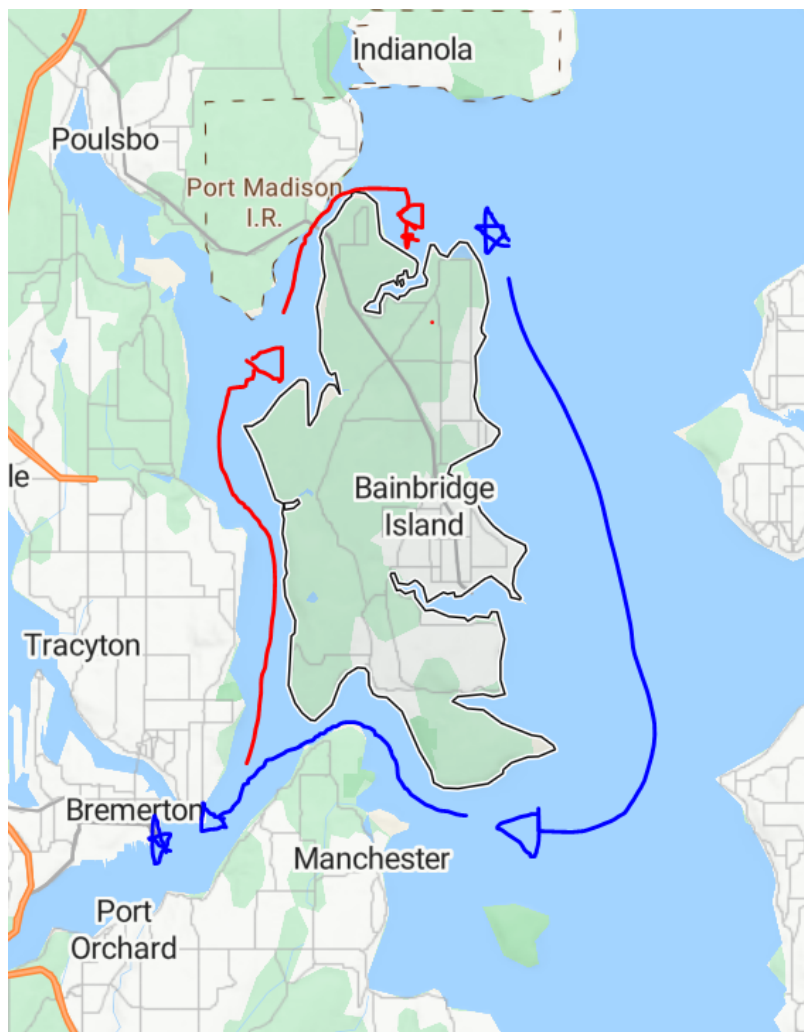 Indianola
Poulsbo
Port Madison
I.R.
le
Bainbridge
Island
Tracyton
Bremerton
Manchester
Port
Orchard